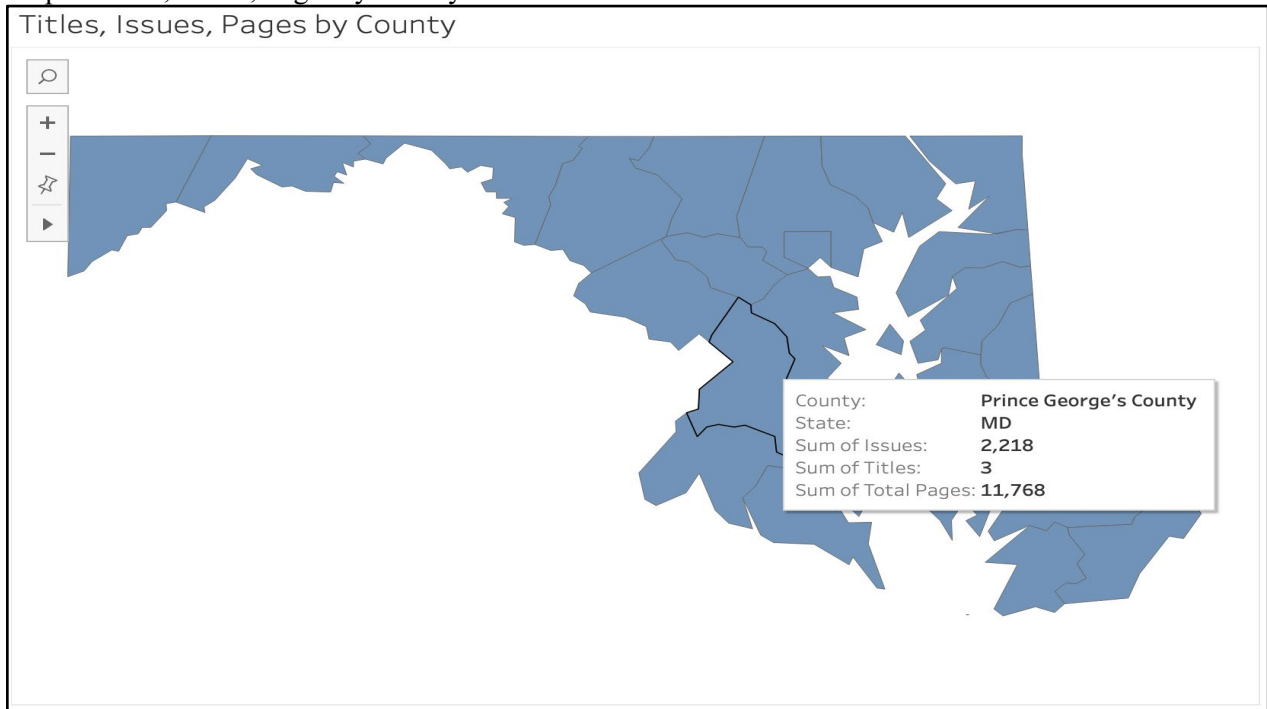 Titles, Issues, Pages by County
County: Prince George's County
State: MD
Sum of Issues: 2,218
Sum of Titles: 3
Sum of Total Pages: 11,768